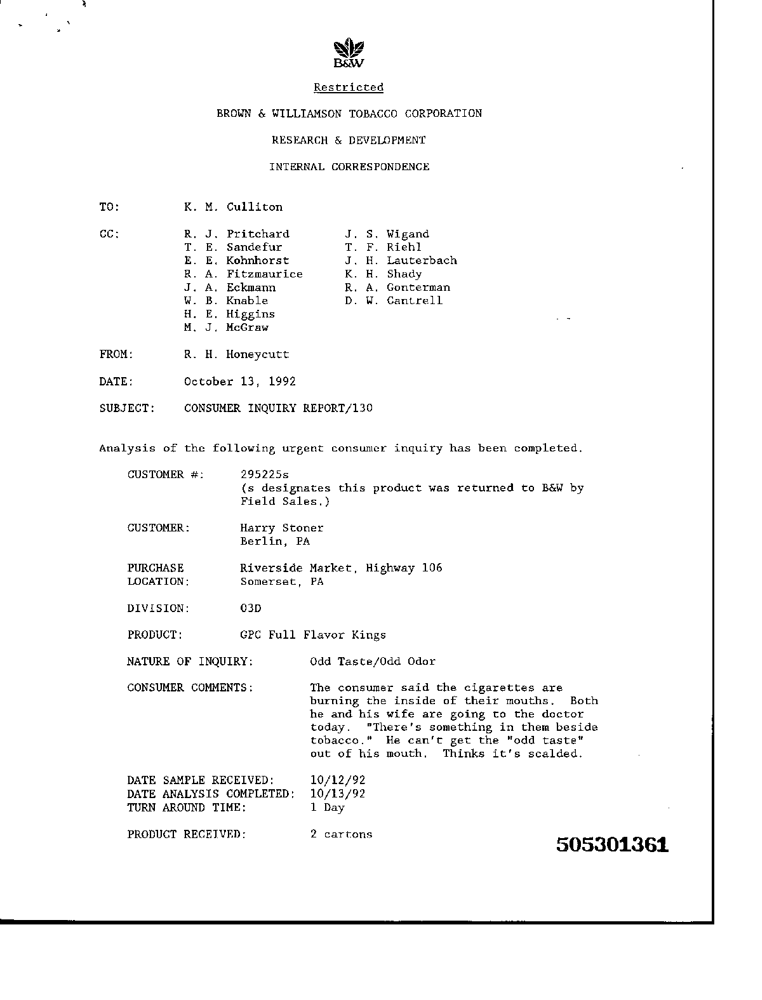 B&W
Restricted
BROWN & WILLIAMSON TOBACCO CORPORATION
RESEARCH & DEVELOPMENT
INTERNAL CORRESPONDENCE
TO: K. M. Culliton
CC: R. J. Pritchard J. S. Wigand
T. E. Sandefur T. F. Riehl
E. E. Kohnhorst J. H. Lauterbach
R. A. Fitzmaurice K. H. Shady
J. A. Eckmann R. A. Gonterman
W. B. Knable D. W. Cantrell
H. E. Higgins
M. J. McGraw
FROM: R. H. Honeycutt
DATE: October 13, 1992
SUBJECT: CONSUMER INQUIRY REPORT/130
Analysis of the following urgent consumer inquiry has been completed.
CUSTOMER #: 295225s
(s designates this product was returned to B&W by
Field Sales.)
CUSTOMER: Harry Stoner
Berlin, PA
PURCHASE Riverside Market, Highway 106
LOCATION: Somerset, PA
DIVISION: 03D
PRODUCT: GPC Full Flavor Kings
NATURE OF INQUIRY: Odd Taste/Odd Odor
CONSUMER COMMENTS: The consumer said the cigarettes are
burning the inside of their mouths. Both
he and his wife are going to the doctor
today. "There's something in them beside
tobacco." He can't get the "odd taste"
out of his mouth. Thinks it's scalded.
DATE SAMPLE RECEIVED: 10/12/92
DATE ANALYSIS COMPLETED: 10/13/92
TURN AROUND TIME: 1 Day
PRODUCT RECEIVED: 2 cartons
505301361